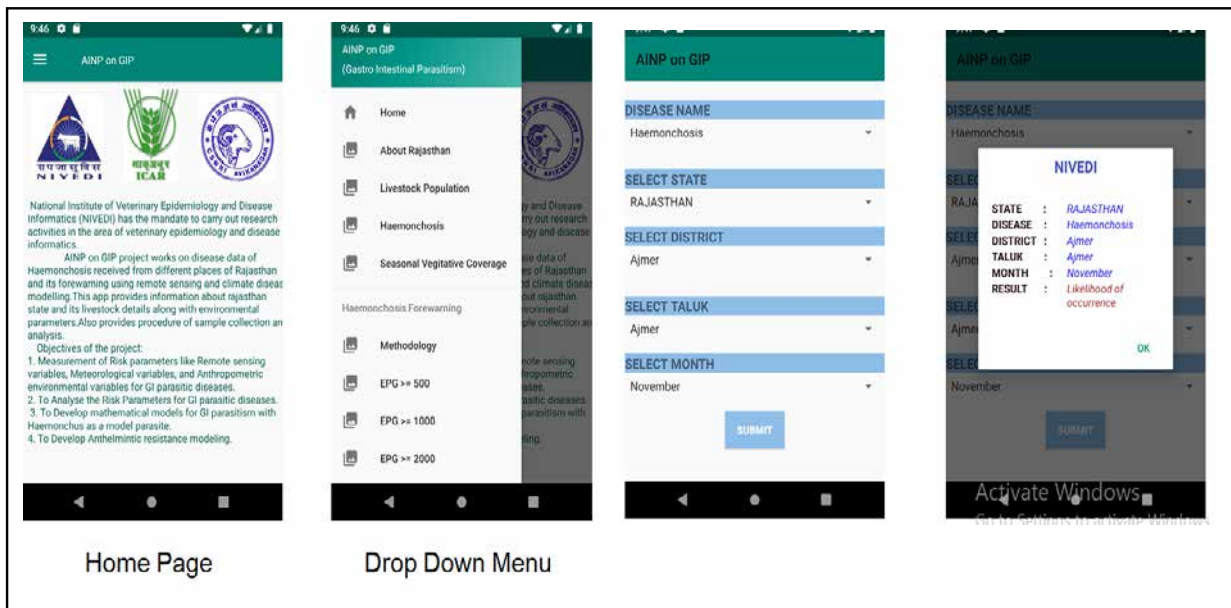 9:46
AINP on GIP
राप जा सू वि सं
NIVEDI
भाकृअनुप
ICAR
CSWRI AVIKANAGAR
National Institute of Veterinary Epidemiology and Disease
Informatics (NIVEDI) has the mandate to carry out research
activities in the area of veterinary epidemiology and disease
informatics.
AINP on GIP project works on disease data of
Haemonchosis received from different places of Rajasthan
and its forewarning using remote sensing and climate diseas
modelling.This app provides information about rajasthan
state and its livestock details along with environmental
parameters.Also provides procedure of sample collection an
analysis.
Objectives of the project:
1. Measurement of Risk parameters like Remote sensing
variables, Meteorological variables, and Anthropometric
environmental variables for GI parasitic diseases.
2. To Analyse the Risk Parameters for GI parasitic diseases.
3. To Develop mathematical models for GI parasitism with
Haemonchus as a model parasite.
4. To Develop Anthelmintic resistance modeling.
Home Page
9:46
AINP on GIP
(Gastro Intestinal Parasitism)
Home
About Rajasthan
Livestock Population
Haemonchosis
Seasonal Vegitative Coverage
Haemonchosis Forewarning
Methodology
EPG >= 500
EPG >= 1000
EPG >= 2000
Drop Down Menu
AINP on GIP
DISEASE NAME
Haemonchosis
SELECT STATE
RAJASTHAN
SELECT DISTRICT
Ajmer
SELECT TALUK
Ajmer
SELECT MONTH
November
SUBMIT
AINP on GIP
DISEASE NAME
Haemonchosis
NIVEDI
STATE : RAJASTHAN
DISEASE : Haemonchosis
DISTRICT : Ajmer
TALUK : Ajmer
MONTH : November
RESULT : Likelihood of
occurrence
OK
November
SUBMIT
Activate Windows
Go to Settings to activate Windows